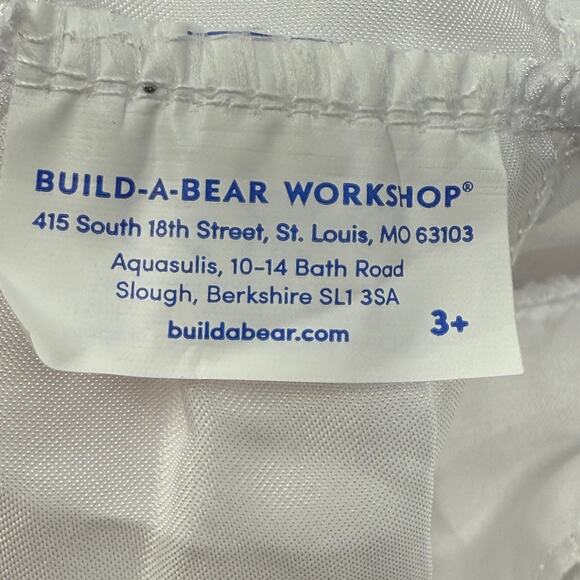 BUILD-A-BEAR WORKSHOP®
415 South 18th Street, St. Louis, MO 63103
Aquasulis, 10-14 Bath Road
Slough, Berkshire SL1 3SA
buildabear.com
3+